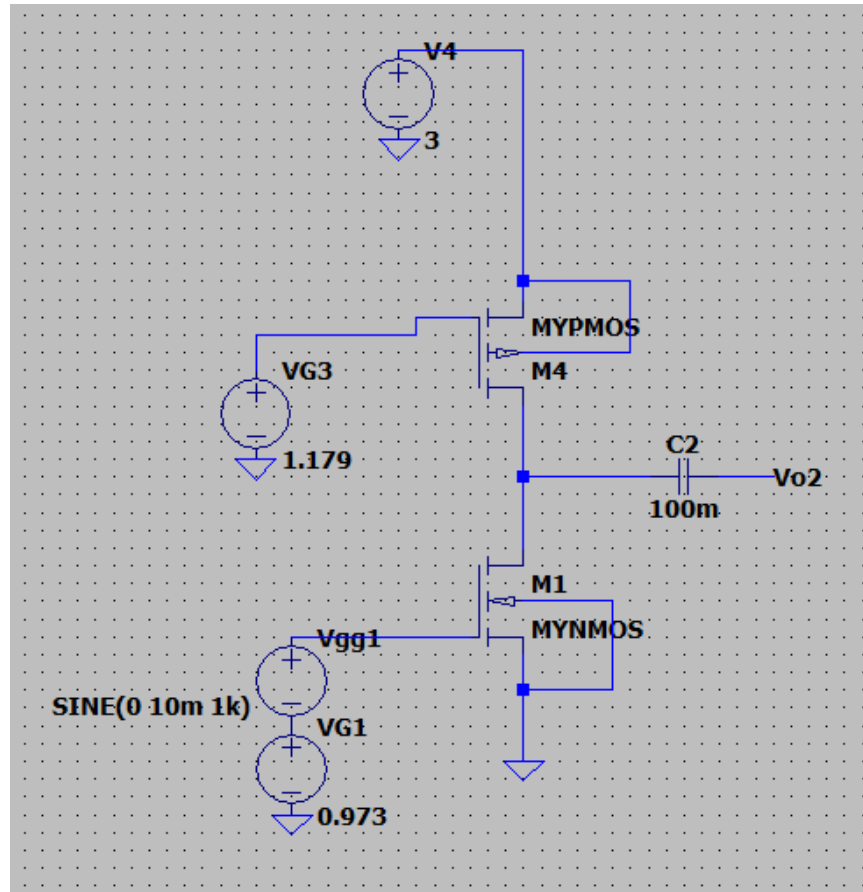 V4
3
MYPMOS
M4
VG3
1.179
C2
Vo2
100m
M1
MYNMOS
Vgg1
SINE(0 10m 1k)
VG1
0.973